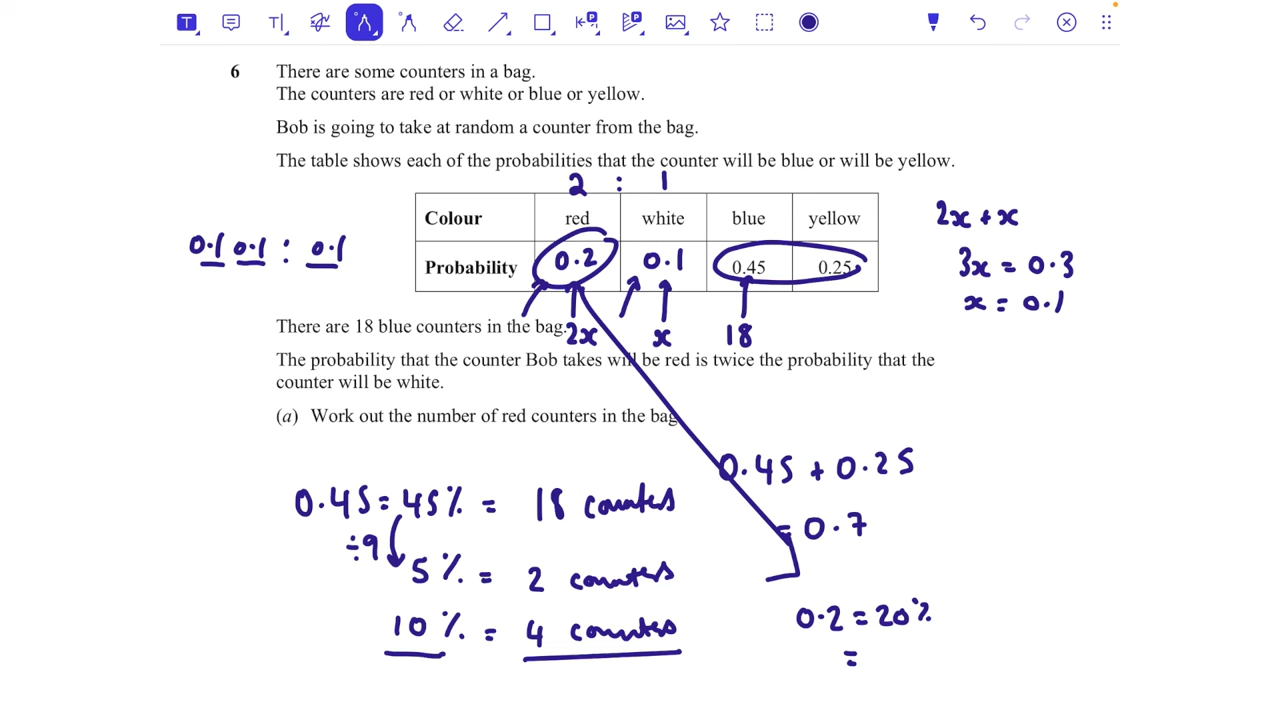 6 There are some counters in a bag.
The counters are red or white or blue or yellow.
Bob is going to take at random a counter from the bag.
The table shows each of the probabilities that the counter will be blue or will be yellow.
2 : 1
Colour red white blue yellow
Probability 0.2 0.1 0.45 0.25
0.1 0.1 : 0.1
2x + x
3x = 0.3
x = 0.1
There are 18 blue counters in the bag.
2x x 18
The probability that the counter Bob takes will be red is twice the probability that the
counter will be white.
(a) Work out the number of red counters in the bag
0.45 + 0.25
= 0.7
0.45 = 45% = 18 counters
÷9
5% = 2 counters
10% = 4 counters
0.2 = 20%
=